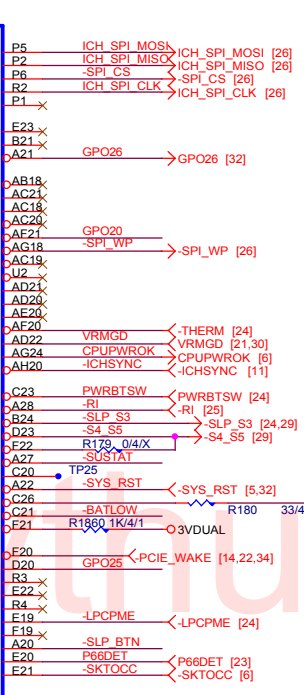 P5 ICH_SPI_MOSI ICH_SPI_MOSI [26]
P2 ICH_SPI_MISO ICH_SPI_MISO [26]
P6 -SPI_CS -SPI_CS [26]
R2 ICH_SPI_CLK ICH_SPI_CLK [26]
P1
E23
B21
A21 GPO26 GPO26 [32]
AB18
AC21
AC18
AC20
AF21 GPO20
AG18 -SPI_WP -SPI_WP [26]
AC19
U2
AD21
AD20
AE20
AF20 -THERM [24]
AD22 VRMGD VRMGD [21,30]
AG24 CPUPWROK CPUPWROK [6]
AH20 -ICHSYNC -ICHSYNC [11]
C23 PWRBTSW PWRBTSW [24]
A28 -RI -RI [25]
B24 -SLP_S3 -SLP_S3 [24,29]
D23 -S4_S5 -S4_S5 [29]
F22 R179 0/4/X
A27 -SUSTAT
C20 TP25
A22 -SYS_RST -SYS_RST [5,32]
C26 R180 33/4
C21 -BATLOW
F21 R1860 1K/4/1 3VDUAL
F20 -PCIE_WAKE [14,22,34]
D20 GPO25
R3
E22
R4
E19 -LPCPME -LPCPME [24]
F19
A20 -SLP_BTN
E20 P66DET P66DET [23]
E21 -SKTOCC -SKTOCC [6]
thu